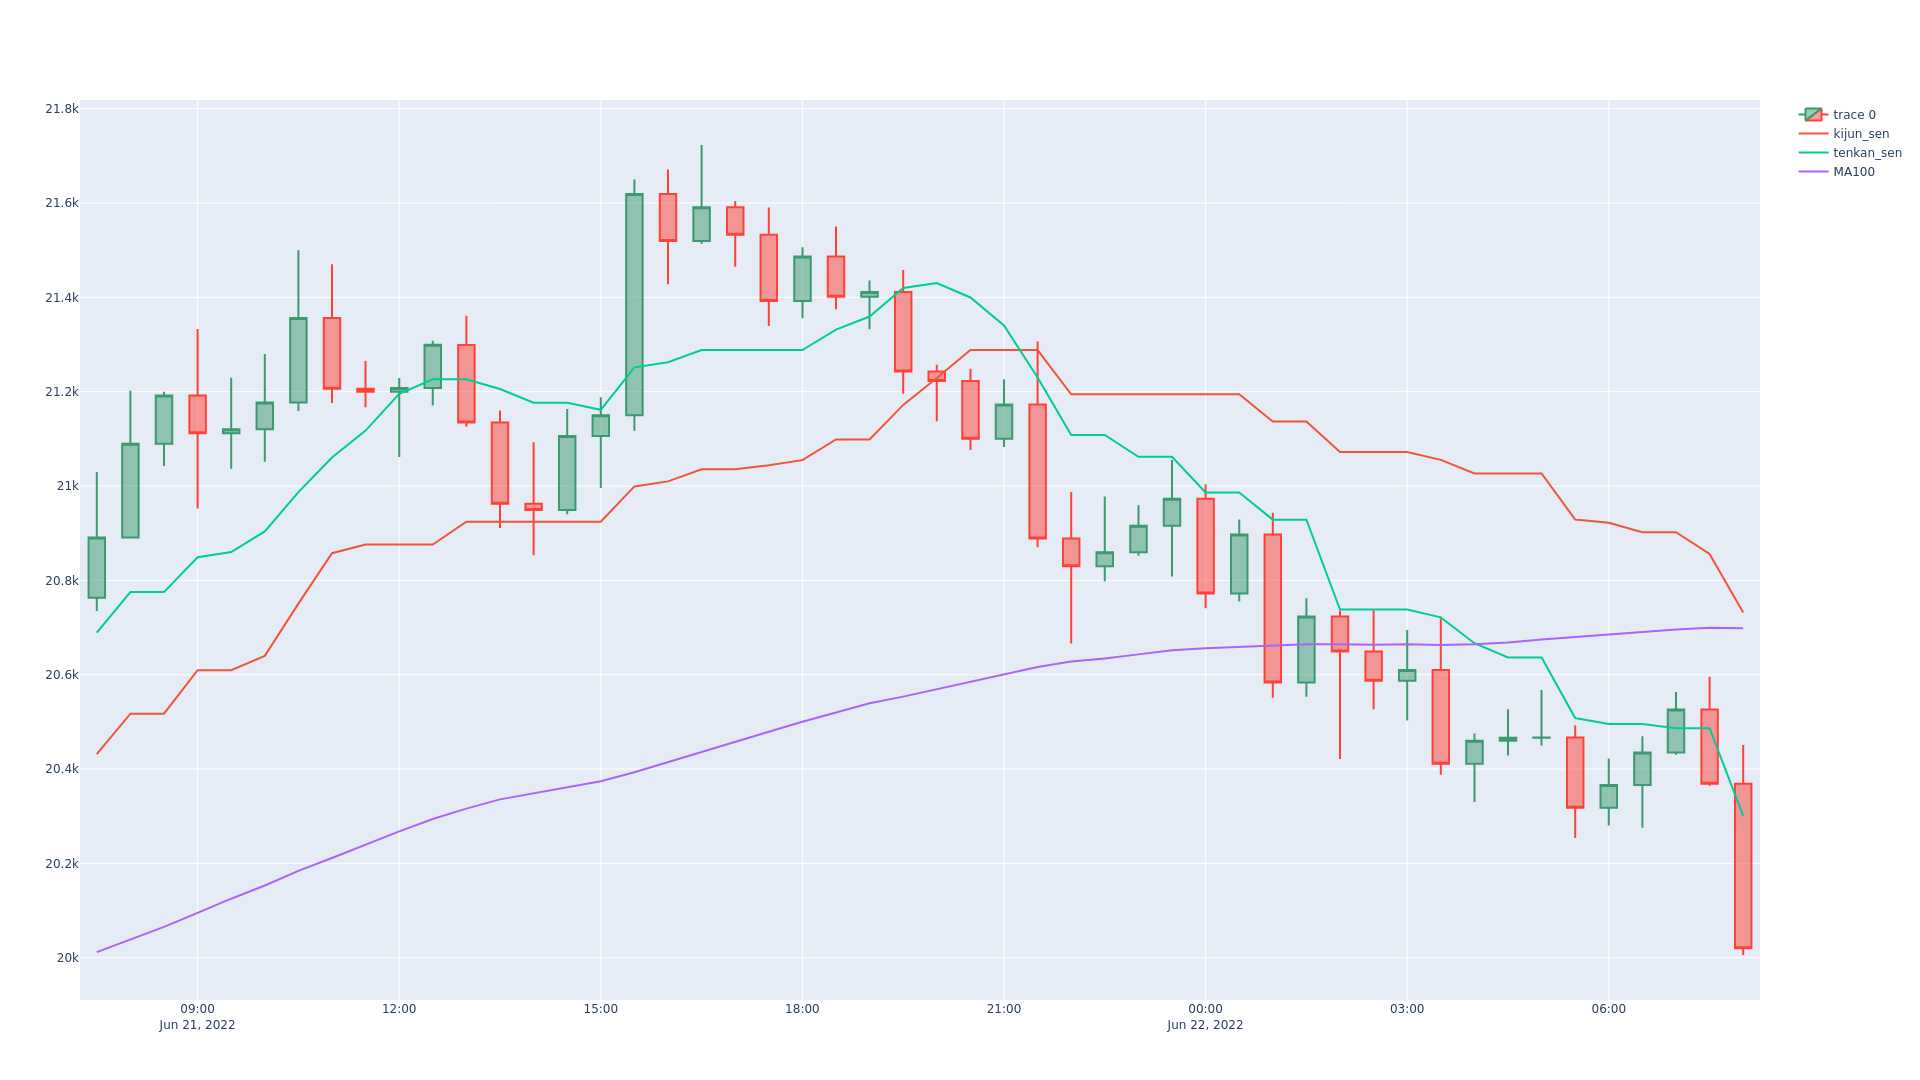 21.8k
21.6k
21.4k
21.2k
21k
20.8k
20.6k
20.4k
20.2k
20k
09:00
Jun 21, 2022
12:00
15:00
18:00
21:00
00:00
Jun 22, 2022
03:00
06:00
trace 0
kijun_sen
tenkan_sen
MA100